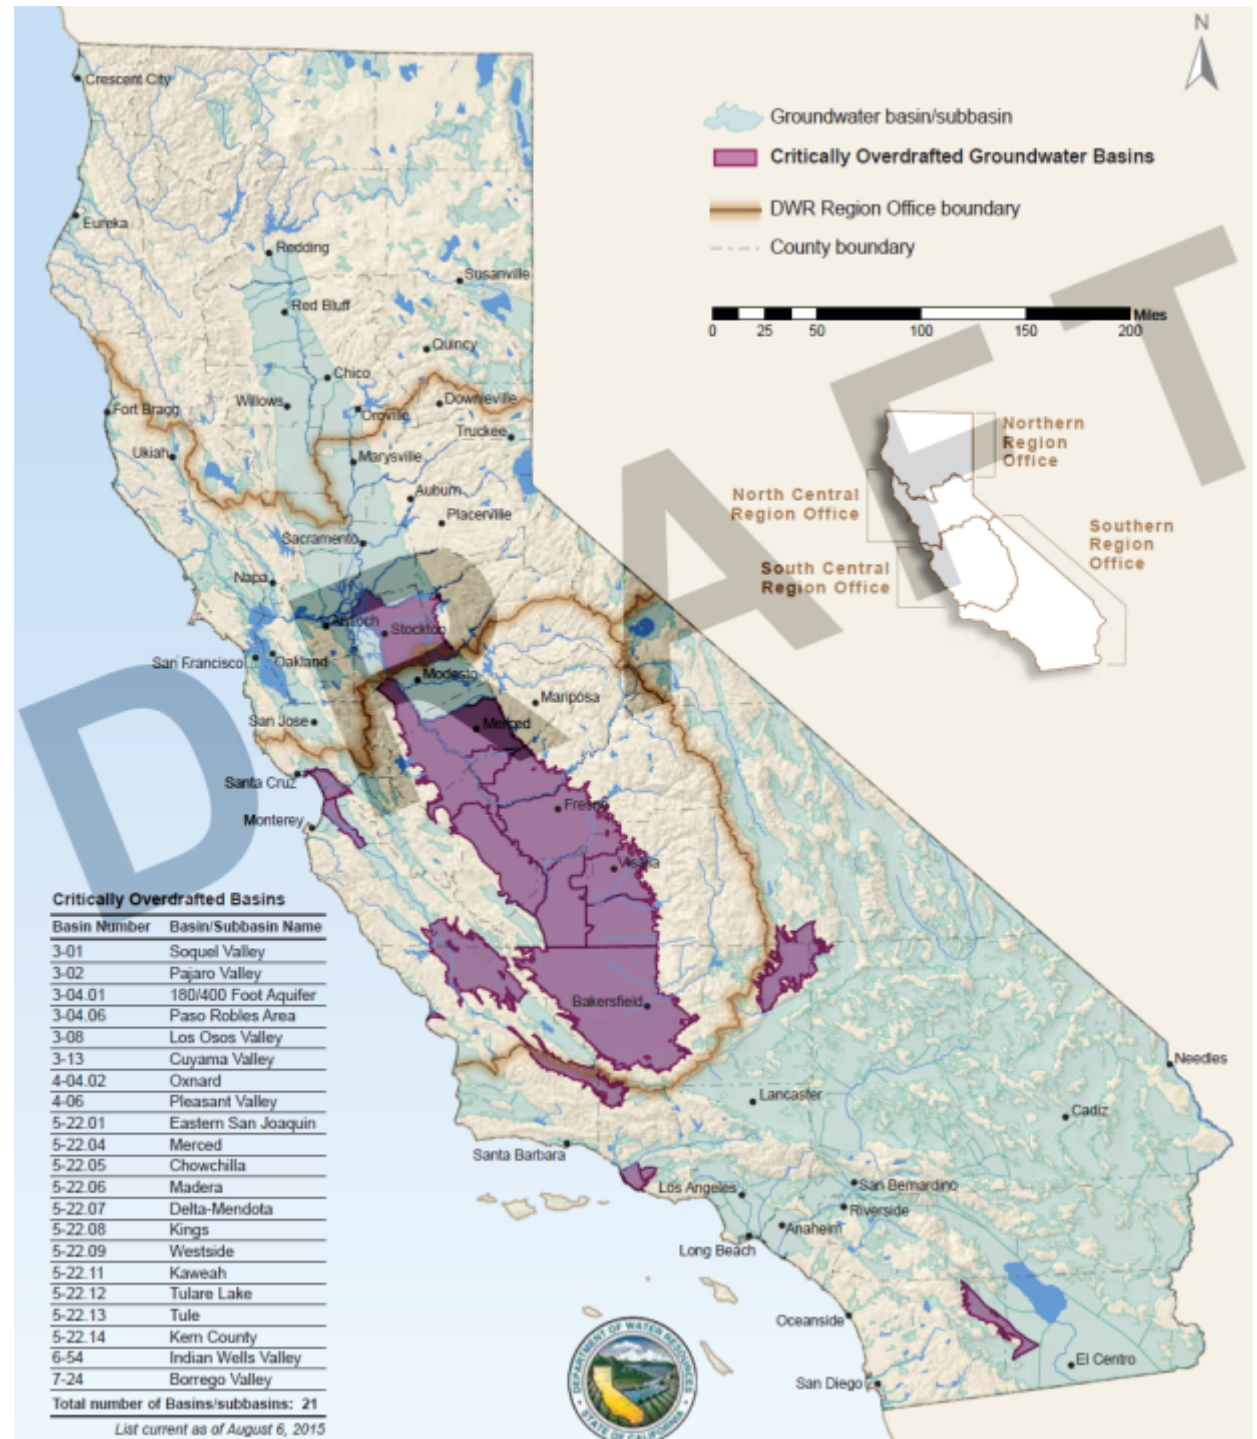 N
Groundwater basin/subbasin
Critically Overdrafted Groundwater Basins
DWR Region Office boundary
County boundary
Miles
0 25 50 100 150 200
Northern
Region
Office
North Central
Region Office
South Central
Region Office
Southern
Region
Office
DRAFT
Crescent City
Eureka
Redding
Susanville
Red Bluff
Quincy
Chico
Willows
Oroville
Downieville
Fort Bragg
Truckee
Ukiah
Marysville
Auburn
Placerville
Sacramento
Napa
Antioch
Stockton
San Francisco
Oakland
Modesto
Mariposa
San Jose
Merced
Santa Cruz
Fresno
Monterey
Visalia
Bakersfield
Needles
Lancaster
Cadiz
Santa Barbara
Los Angeles
San Bernardino
Riverside
Anaheim
Long Beach
Oceanside
El Centro
San Diego
Critically Overdrafted Basins
Basin Number Basin/Subbasin Name
3-01 Soquel Valley
3-02 Pajaro Valley
3-04.01 180/400 Foot Aquifer
3-04.06 Paso Robles Area
3-08 Los Osos Valley
3-13 Cuyama Valley
4-04.02 Oxnard
4-06 Pleasant Valley
5-22.01 Eastern San Joaquin
5-22.04 Merced
5-22.05 Chowchilla
5-22.06 Madera
5-22.07 Delta-Mendota
5-22.08 Kings
5-22.09 Westside
5-22.11 Kaweah
5-22.12 Tulare Lake
5-22.13 Tule
5-22.14 Kern County
6-54 Indian Wells Valley
7-24 Borrego Valley
Total number of Basins/subbasins: 21
List current as of August 6, 2015
DEPARTMENT OF WATER RESOURCES
STATE OF CALIFORNIA